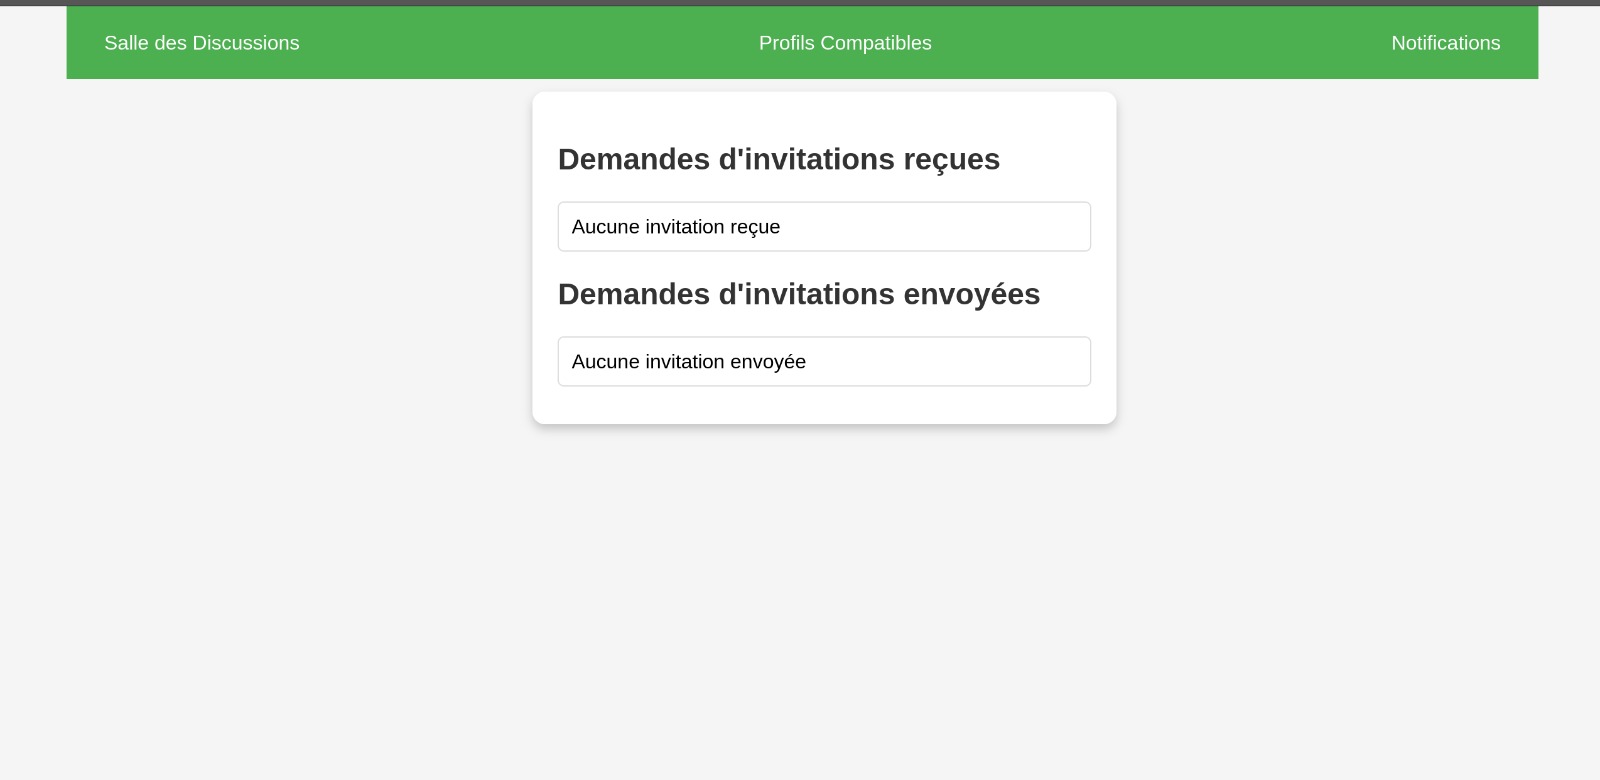 Salle des Discussions
Profils Compatibles
Notifications
Demandes d'invitations reçues
Aucune invitation reçue
Demandes d'invitations envoyées
Aucune invitation envoyée